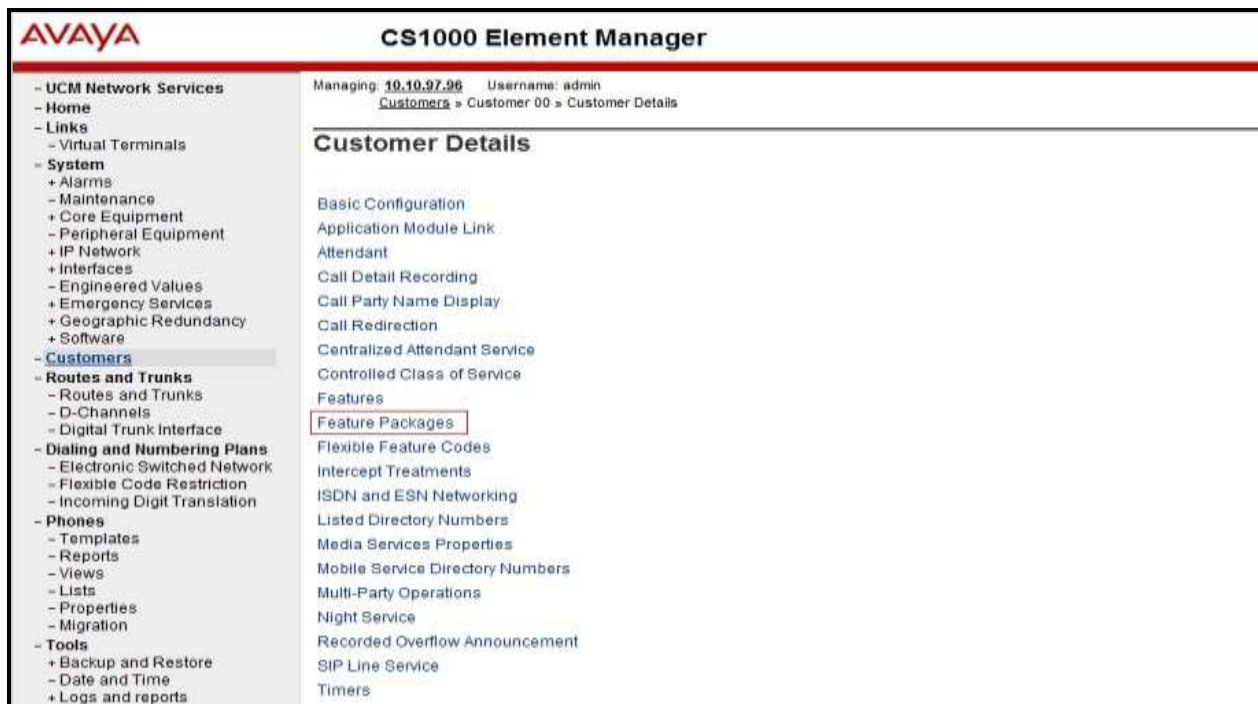 AVAYA
CS1000 Element Manager
- UCM Network Services
- Home
- Links
- Virtual Terminals
- System
+ Alarms
- Maintenance
+ Core Equipment
- Peripheral Equipment
+ IP Network
+ Interfaces
- Engineered Values
+ Emergency Services
+ Geographic Redundancy
+ Software
- Customers
- Routes and Trunks
- Routes and Trunks
- D-Channels
- Digital Trunk Interface
- Dialing and Numbering Plans
- Electronic Switched Network
- Flexible Code Restriction
- Incoming Digit Translation
- Phones
- Templates
- Reports
- Views
- Lists
- Properties
- Migration
- Tools
+ Backup and Restore
- Date and Time
+ Logs and reports
Managing: 10.10.97.96 Username: admin
Customers » Customer 00 » Customer Details
Customer Details
Basic Configuration
Application Module Link
Attendant
Call Detail Recording
Call Party Name Display
Call Redirection
Centralized Attendant Service
Controlled Class of Service
Features
Feature Packages
Flexible Feature Codes
Intercept Treatments
ISDN and ESN Networking
Listed Directory Numbers
Media Services Properties
Mobile Service Directory Numbers
Multi-Party Operations
Night Service
Recorded Overflow Announcement
SIP Line Service
Timers